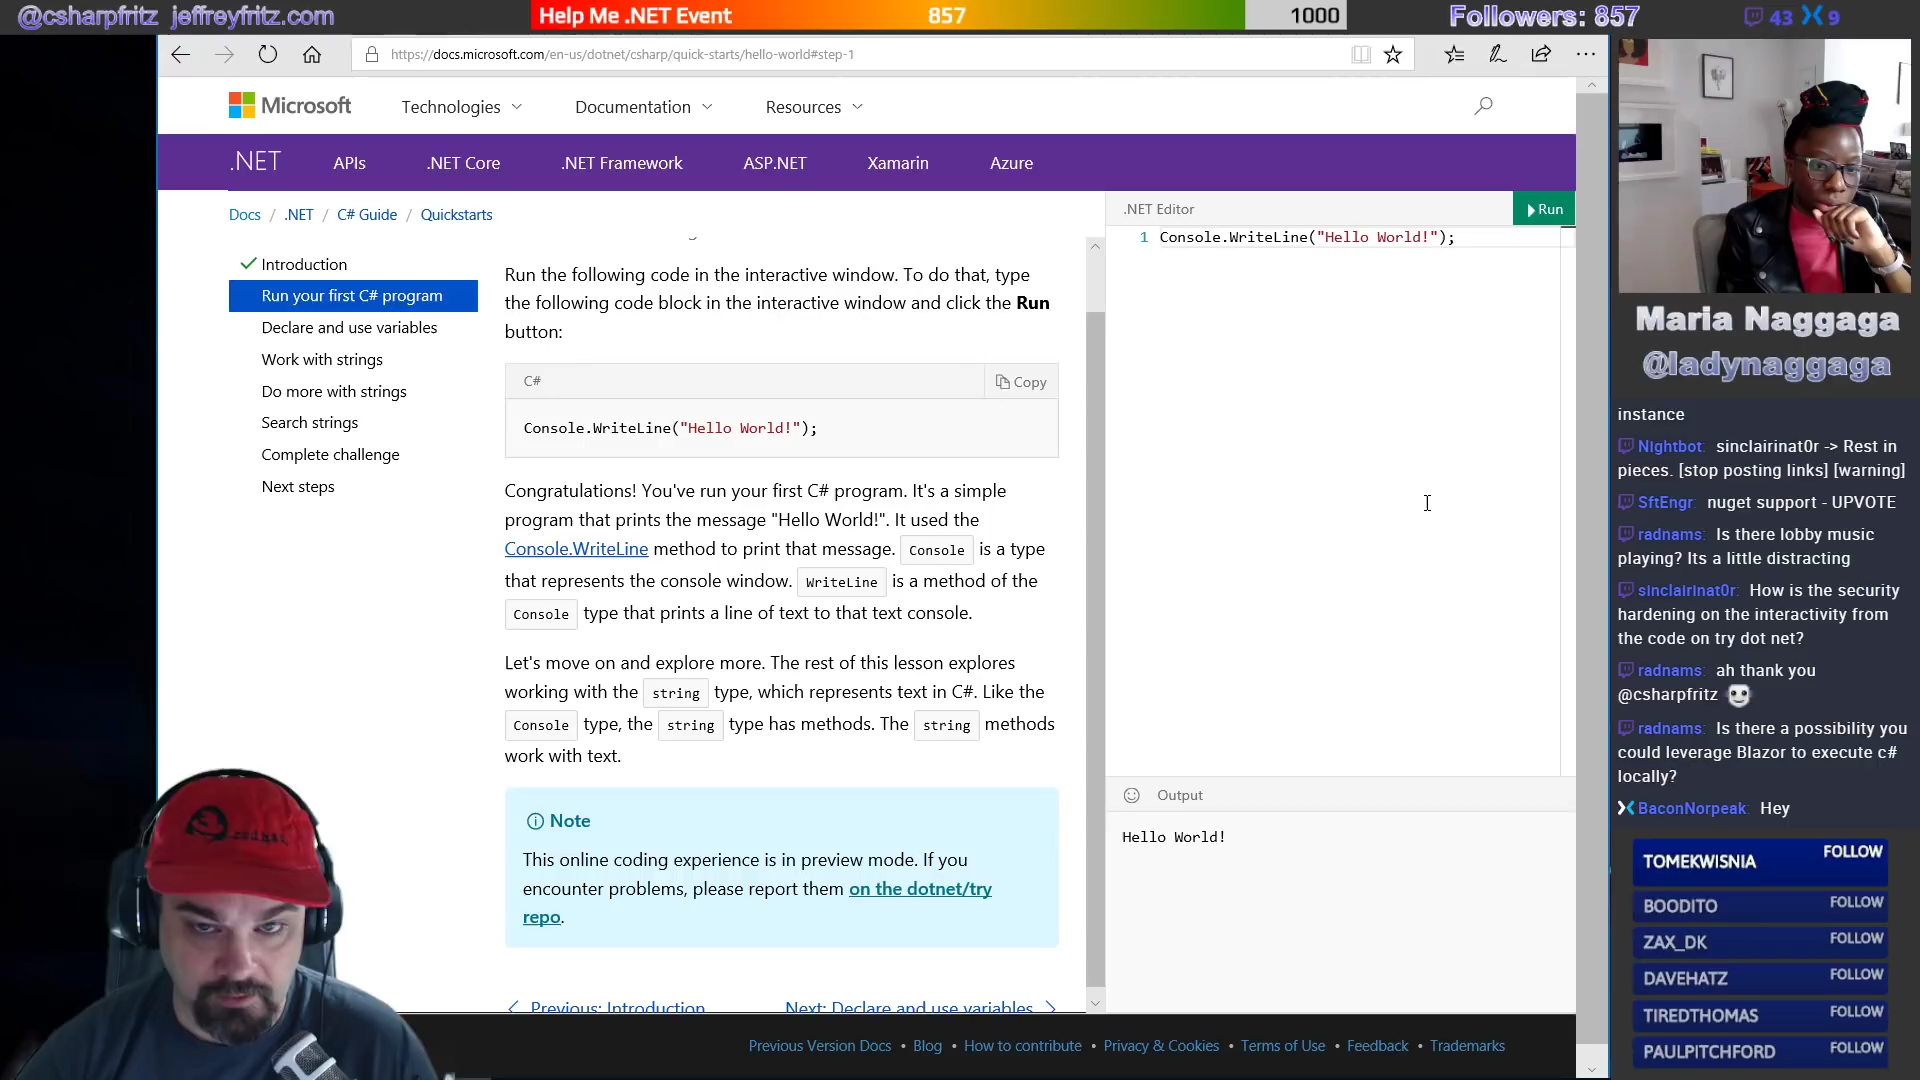 @csharpfritz jeffreyfritz.com
Help Me .NET Event 857 1000
Followers: 857 43 9
https://docs.microsoft.com/en-us/dotnet/csharp/quick-starts/hello-world#step-1
Microsoft Technologies Documentation Resources
.NET APIs .NET Core .NET Framework ASP.NET Xamarin Azure
Docs / .NET / C# Guide / Quickstarts
Introduction
Run your first C# program
Declare and use variables
Work with strings
Do more with strings
Search strings
Complete challenge
Next steps
Run the following code in the interactive window. To do that, type
the following code block in the interactive window and click the Run
button:
C# Copy
Console.WriteLine("Hello World!");
Congratulations! You've run your first C# program. It's a simple
program that prints the message "Hello World!". It used the
Console.WriteLine method to print that message. Console is a type
that represents the console window. WriteLine is a method of the
Console type that prints a line of text to that text console.
Let's move on and explore more. The rest of this lesson explores
working with the string type, which represents text in C#. Like the
Console type, the string type has methods. The string methods
work with text.
Note
This online coding experience is in preview mode. If you
encounter problems, please report them on the dotnet/try
repo.
Previous: Introduction Next: Declare and use variables
.NET Editor Run
1 Console.WriteLine("Hello World!");
Output
Hello World!
Previous Version Docs • Blog • How to contribute • Privacy & Cookies • Terms of Use • Feedback • Trademarks
Maria Naggaga
@ladynaggaga
instance
Nightbot: sinclairinat0r -> Rest in
pieces. [stop posting links] [warning]
SftEngr: nuget support - UPVOTE
radnams: Is there lobby music
playing? Its a little distracting
sinclairinat0r: How is the security
hardening on the interactivity from
the code on try dot net?
radnams: ah thank you
@csharpfritz
radnams: Is there a possibility you
could leverage Blazor to execute c#
locally?
BaconNorpeak: Hey
TOMEKWISNIA FOLLOW
BOODITO FOLLOW
ZAX_DK FOLLOW
DAVEHATZ FOLLOW
TIREDTHOMAS FOLLOW
PAULPITCHFORD FOLLOW
redhat